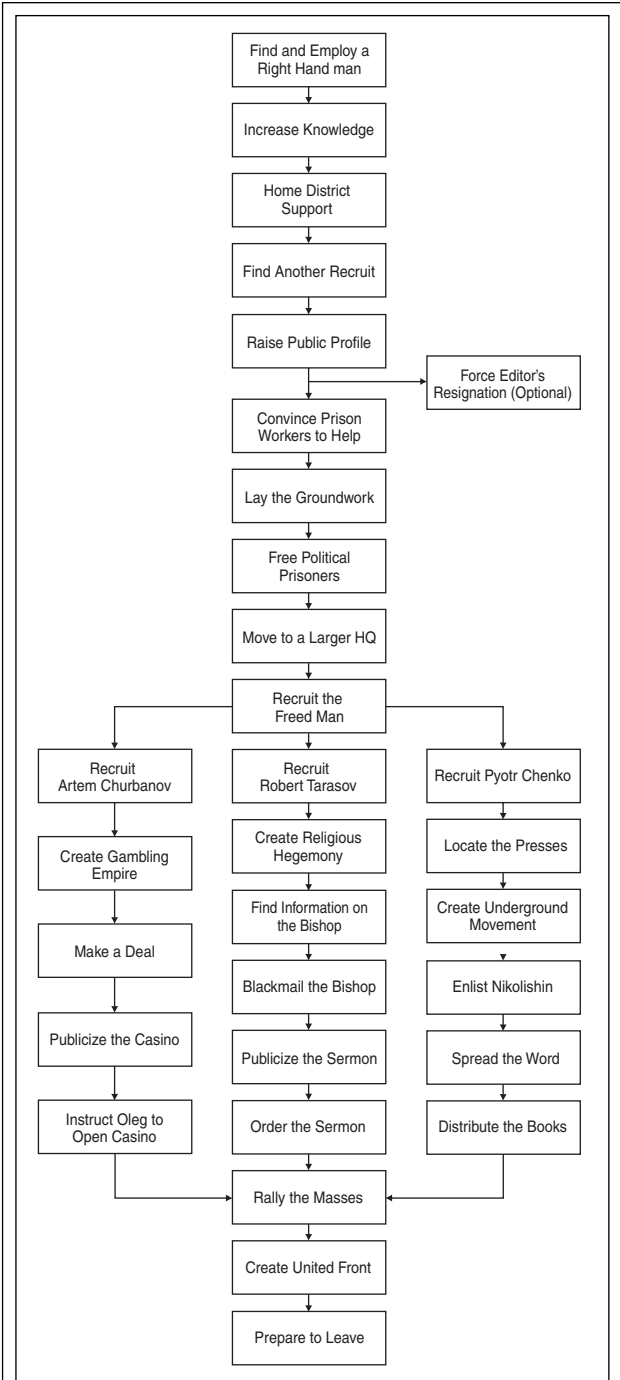 Find and Employ a
Right Hand man
Increase Knowledge
Home District
Support
Find Another Recruit
Raise Public Profile
Force Editor's
Resignation (Optional)
Convince Prison
Workers to Help
Lay the Groundwork
Free Political
Prisoners
Move to a Larger HQ
Recruit the
Freed Man
Recruit
Artem Churbanov
Create Gambling
Empire
Make a Deal
Publicize the Casino
Instruct Oleg to
Open Casino
Recruit
Robert Tarasov
Create Religious
Hegemony
Find Information on
the Bishop
Blackmail the Bishop
Publicize the Sermon
Order the Sermon
Recruit Pyotr Chenko
Locate the Presses
Create Underground
Movement
Enlist Nikolishin
Spread the Word
Distribute the Books
Rally the Masses
Create United Front
Prepare to Leave